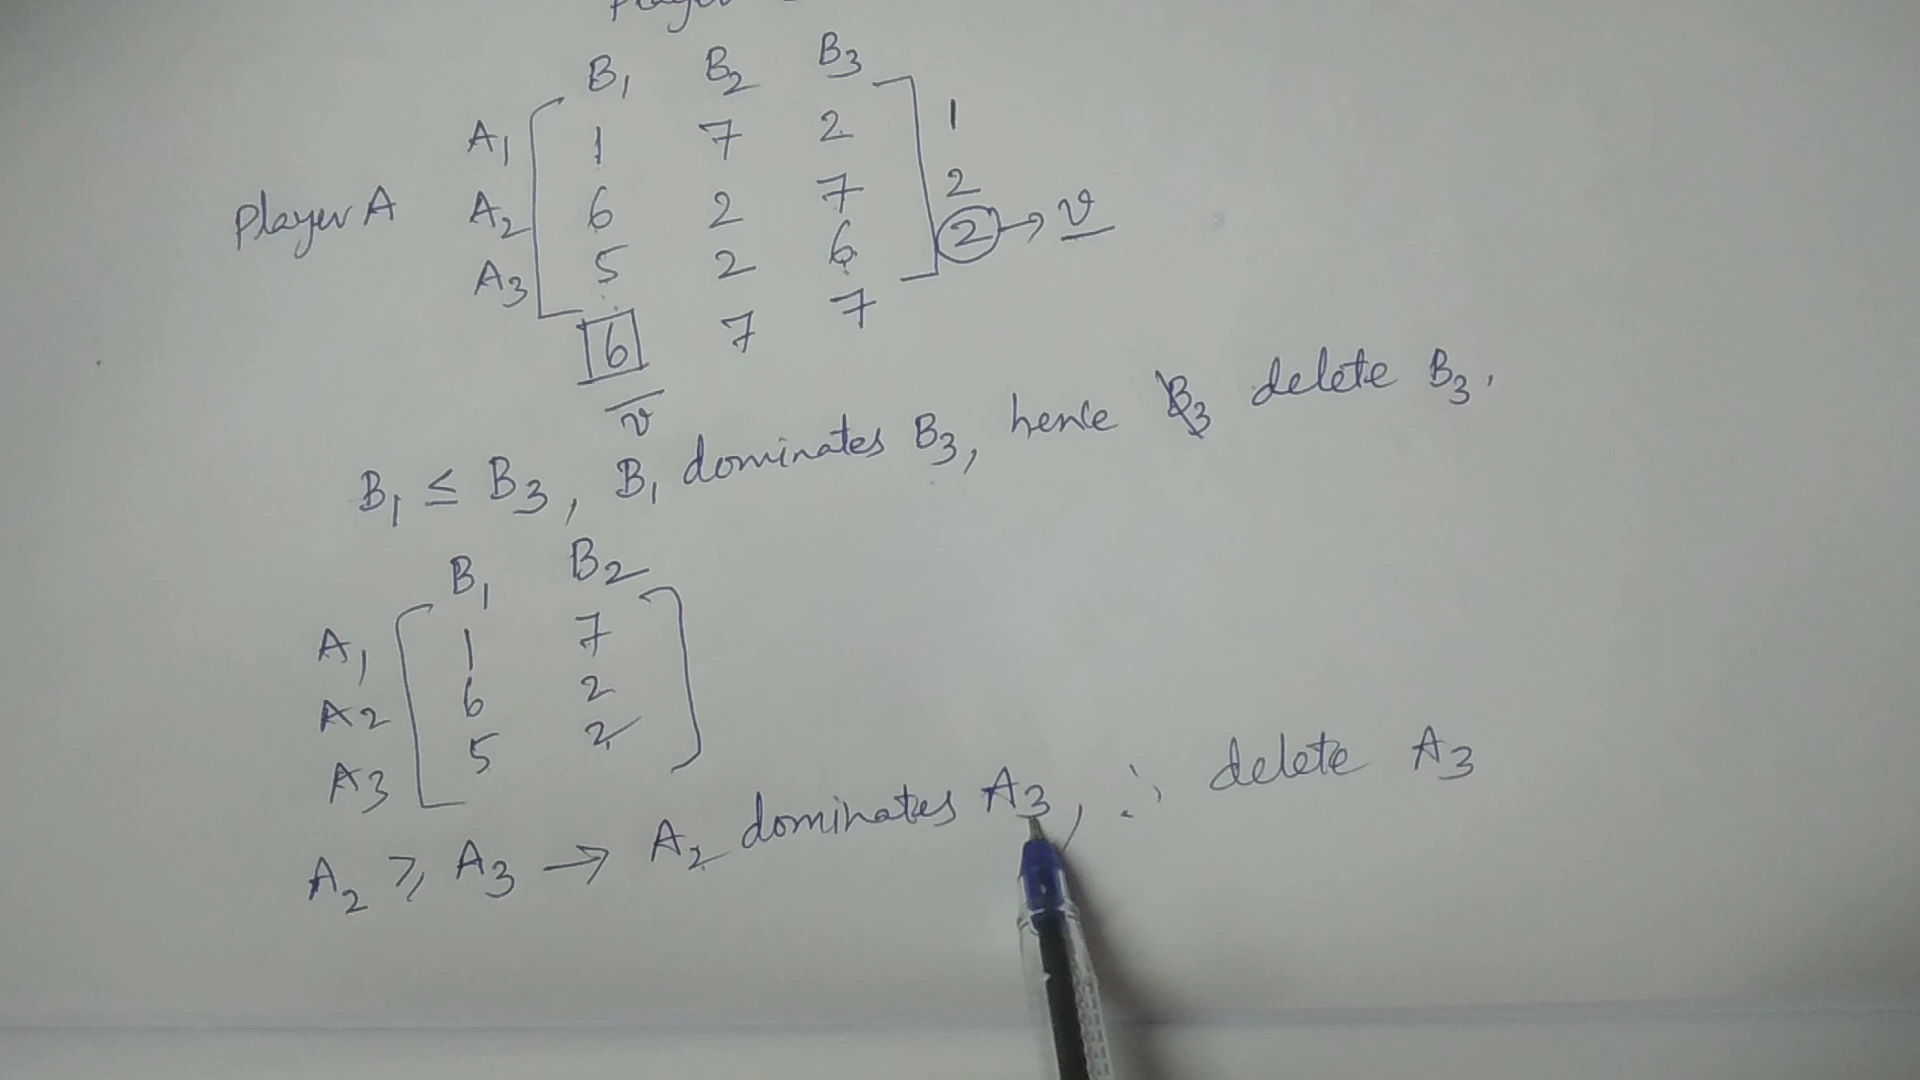 Player
B1 B2 B3
A1 1 7 2 1
Player A A2 6 2 7 2
A3 5 2 6 2 → v
6 7 7
v
B1 ≤ B3, B1 dominates B3, hence B3 delete B3.
B1 B2
A1 1 7
A2 6 2
A3 5 2
A2 ⩾ A3 → A2 dominates A3, ∴ delete A3